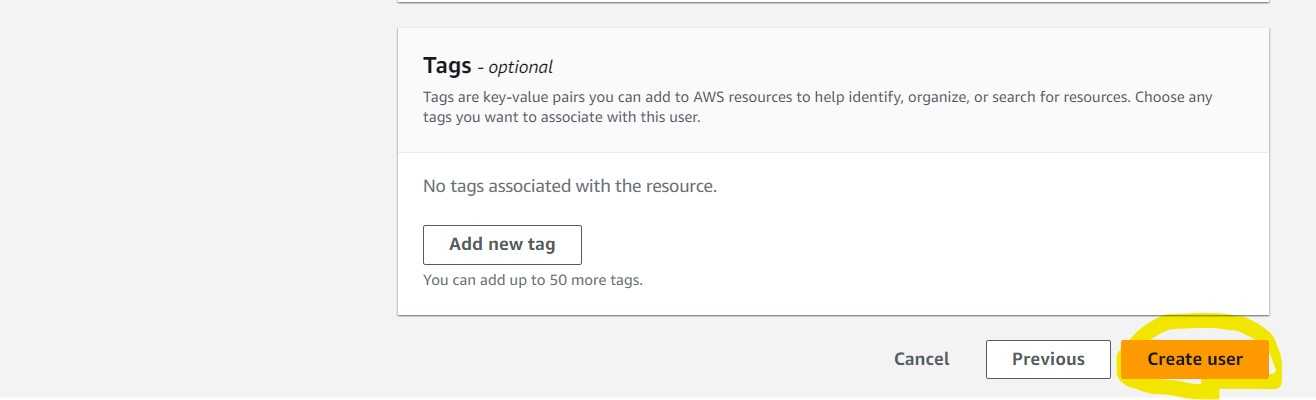 Tags - optional
Tags are key-value pairs you can add to AWS resources to help identify, organize, or search for resources. Choose any
tags you want to associate with this user.
No tags associated with the resource.
Add new tag
You can add up to 50 more tags.
Cancel Previous Create user